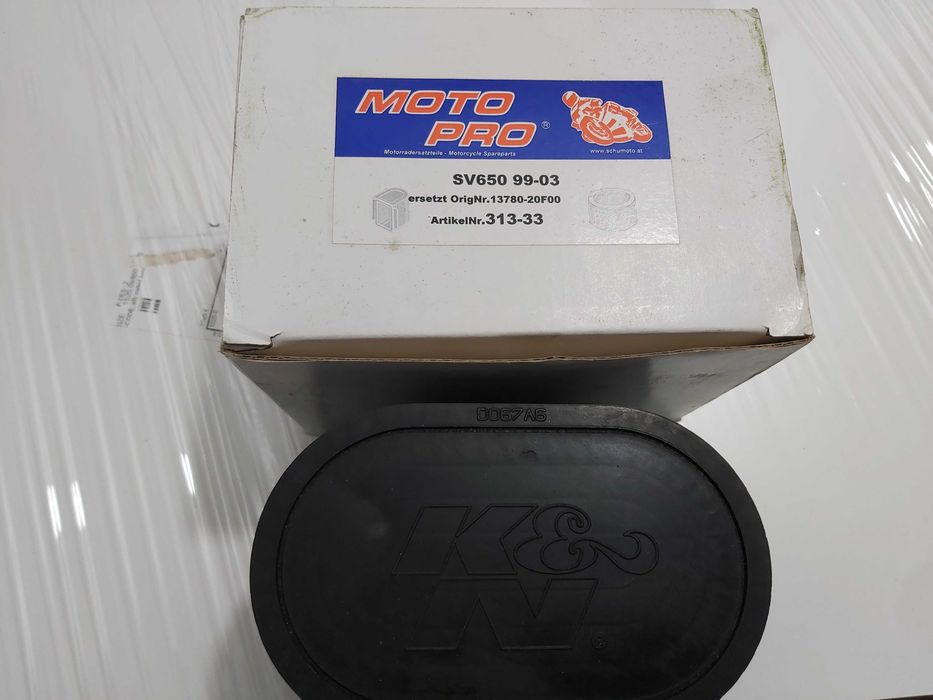 MOTO
PRO®
Motorradersatzteile - Motorcycle Spareparts
www.schumoto.at
SV650 99-03
ersetzt OrigNr.13780-20F00
ArtikelNr.313-33
D067A6
K&
N®